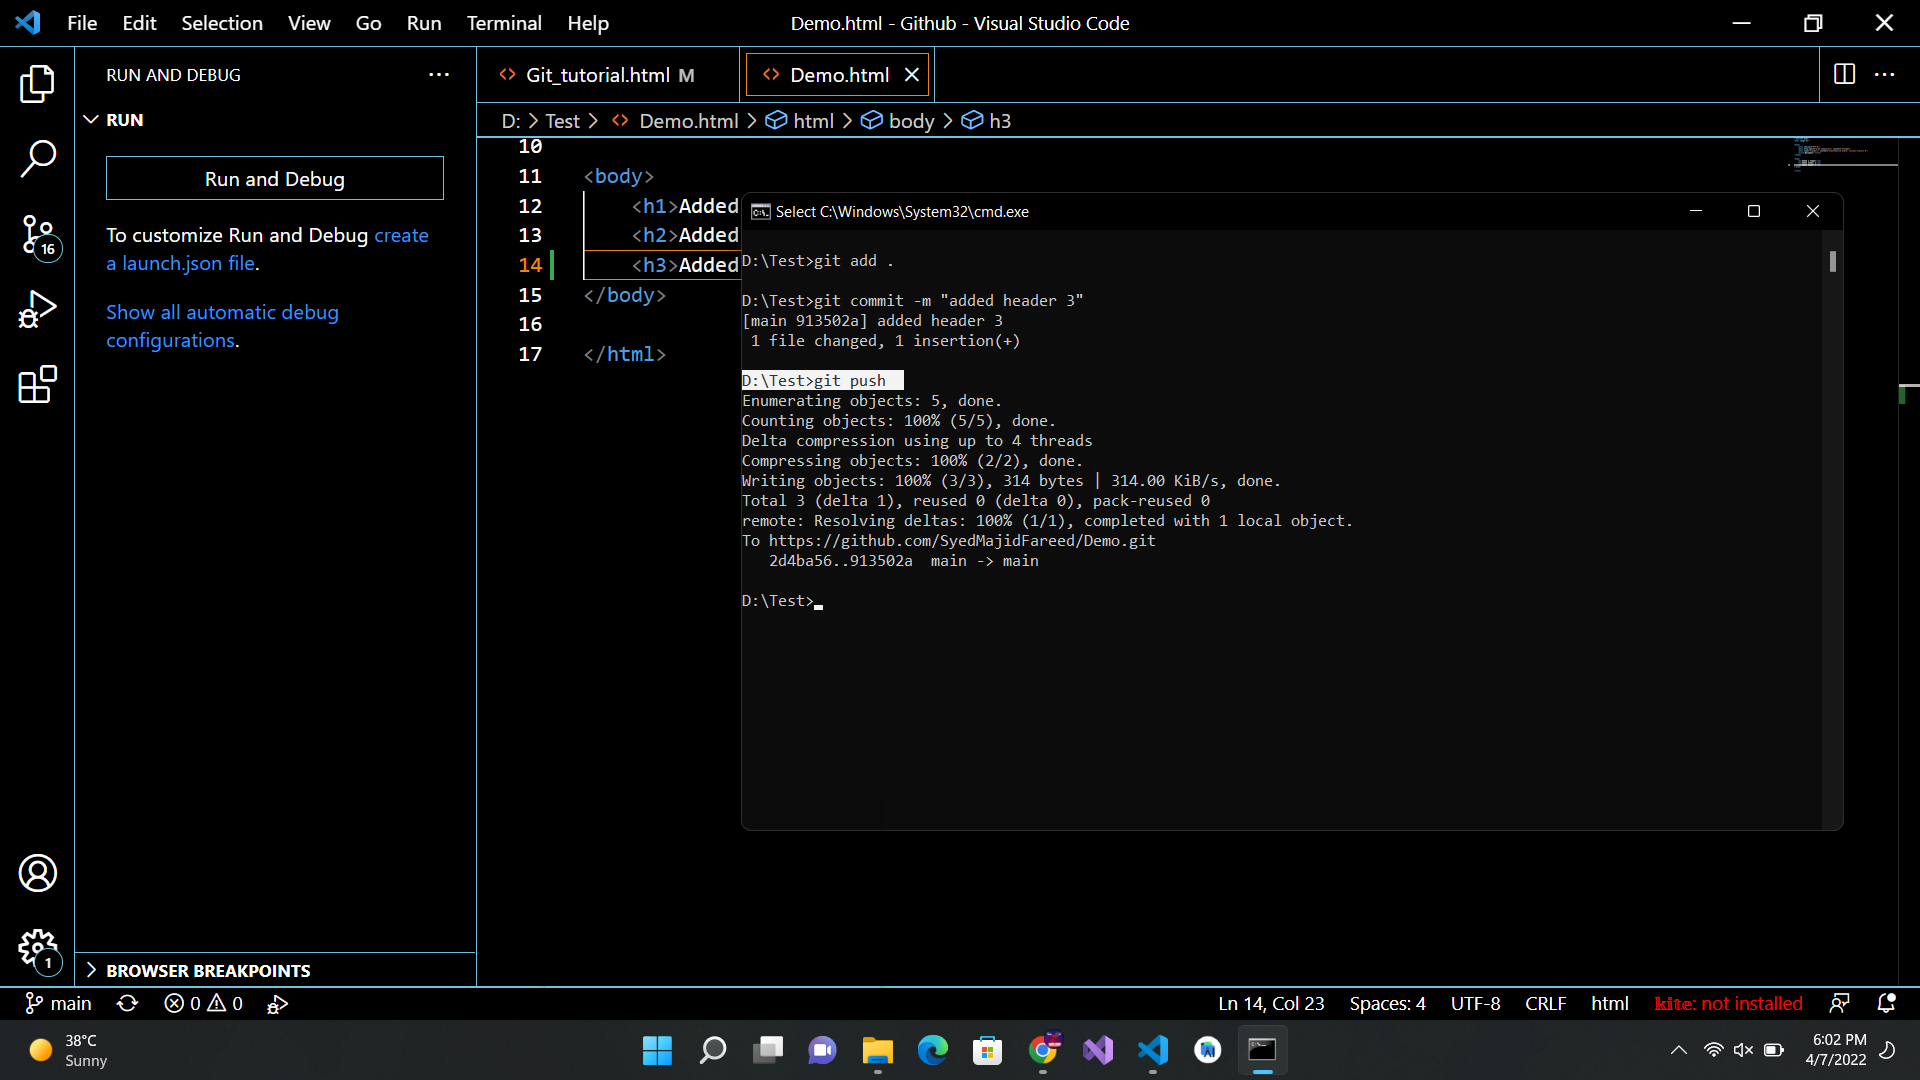 File Edit Selection View Go Run Terminal Help
Demo.html - Github - Visual Studio Code
RUN AND DEBUG
RUN
Run and Debug
To customize Run and Debug create
a launch.json file.
Show all automatic debug
configurations.
BROWSER BREAKPOINTS
16
1
Git_tutorial.html M
Demo.html
D: > Test > Demo.html > html > body > h3
10
11 <body>
12 <h1>Added
13 <h2>Added
14 <h3>Added
15 </body>
16
17 </html>
Select C:\Windows\System32\cmd.exe
D:\Test>git add .
D:\Test>git commit -m "added header 3"
[main 913502a] added header 3
1 file changed, 1 insertion(+)
D:\Test>git push
Enumerating objects: 5, done.
Counting objects: 100% (5/5), done.
Delta compression using up to 4 threads
Compressing objects: 100% (2/2), done.
Writing objects: 100% (3/3), 314 bytes | 314.00 KiB/s, done.
Total 3 (delta 1), reused 0 (delta 0), pack-reused 0
remote: Resolving deltas: 100% (1/1), completed with 1 local object.
To https://github.com/SyedMajidFareed/Demo.git
2d4ba56..913502a main -> main
D:\Test>
main 0 0
Ln 14, Col 23 Spaces: 4 UTF-8 CRLF html kite: not installed
38°C
Sunny
6:02 PM
4/7/2022